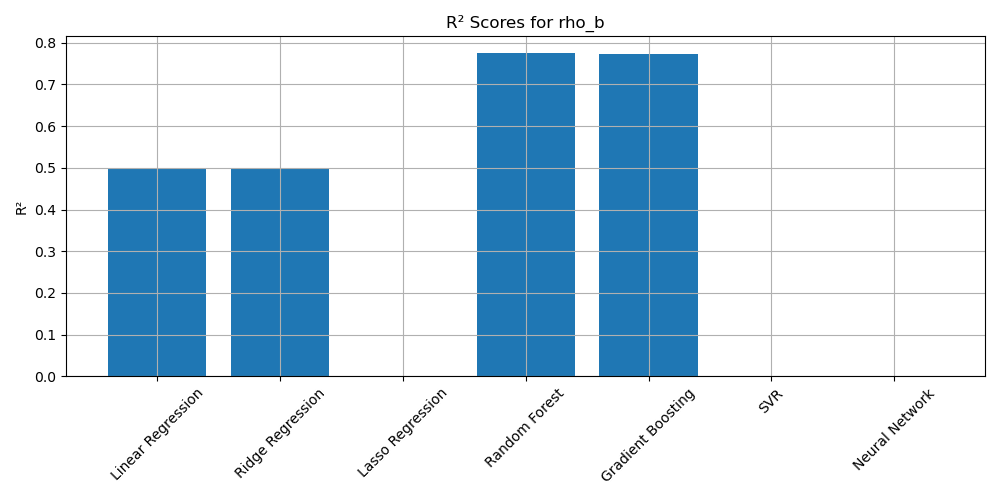 R² Scores for rho_b
R²
0.8
0.7
0.6
0.5
0.4
0.3
0.2
0.1
0.0
Linear Regression
Ridge Regression
Lasso Regression
Random Forest
Gradient Boosting
SVR
Neural Network